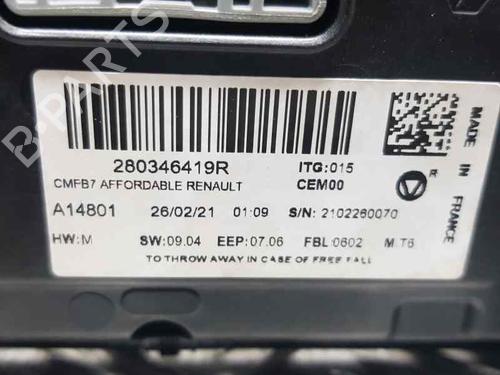 280346419R
ITG:015
CMFB7 AFFORDABLE RENAULT
CEM00
A14801
26/02/21
01:09
S/N: 2102260070
HW:M
SW:09.04
EEP:07.06
FBL:0602
M.T6
TO THROW AWAY IN CASE OF FREE FALL
MADE IN FRANCE
R
B-PARTS